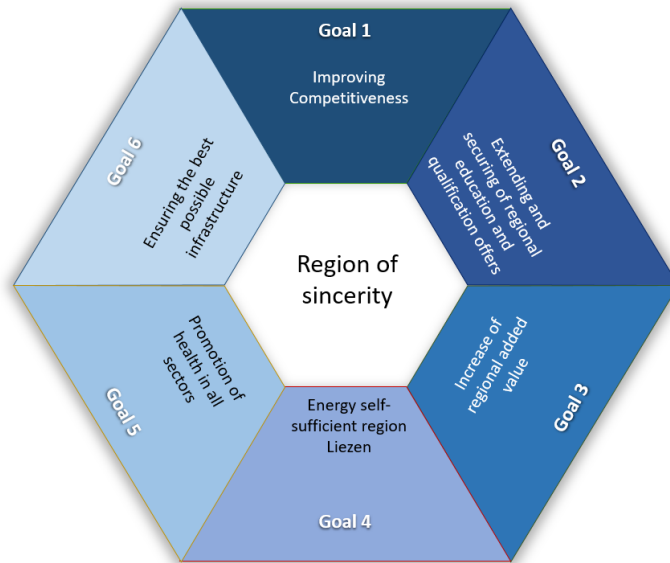 Goal 1
Improving
Competitiveness
Goal 2
Extending and
securing of regional
education and
qualification offers
Goal 3
Increase of
regional added
value
Goal 4
Energy self-
sufficient region
Liezen
Goal 5
Promotion of
health in all
sectors
Goal 6
Ensuring the best
possible
infrastructure
Region of
sincerity